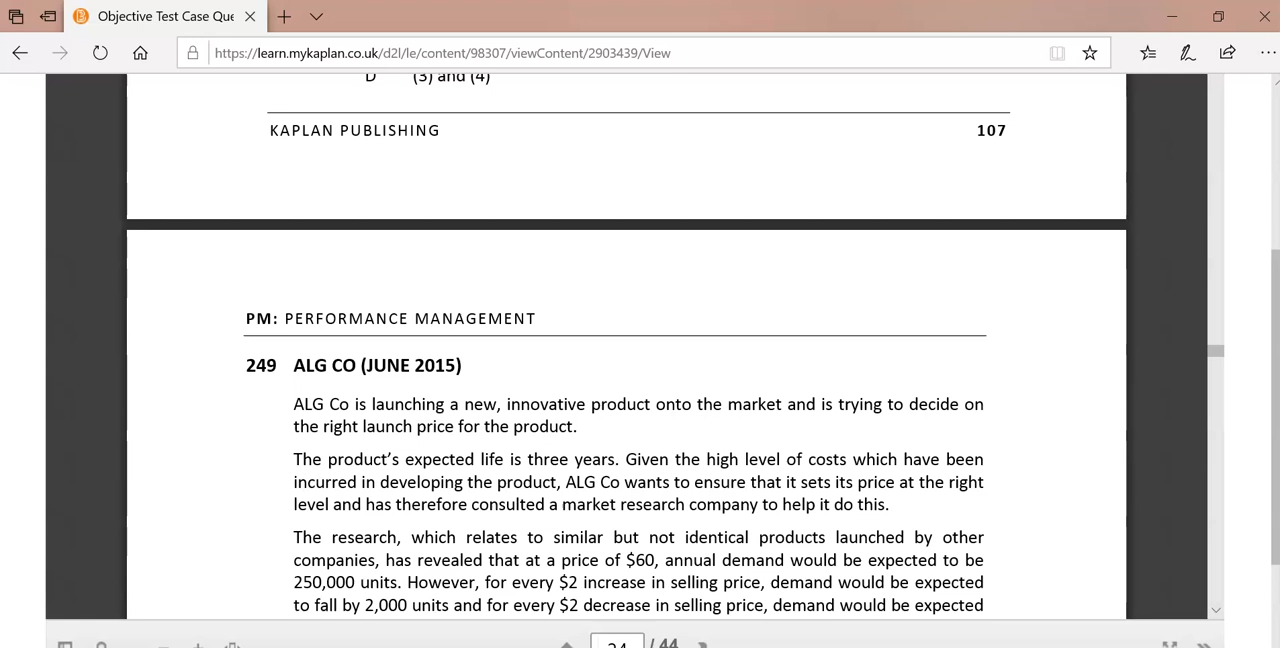 Objective Test Case Que
https://learn.mykaplan.co.uk/d2l/le/content/98307/viewContent/2903439/View
D (3) and (4)
KAPLAN PUBLISHING 107
PM: PERFORMANCE MANAGEMENT
249 ALG CO (JUNE 2015)
ALG Co is launching a new, innovative product onto the market and is trying to decide on
the right launch price for the product.
The product’s expected life is three years. Given the high level of costs which have been
incurred in developing the product, ALG Co wants to ensure that it sets its price at the right
level and has therefore consulted a market research company to help it do this.
The research, which relates to similar but not identical products launched by other
companies, has revealed that at a price of $60, annual demand would be expected to be
250,000 units. However, for every $2 increase in selling price, demand would be expected
to fall by 2,000 units and for every $2 decrease in selling price, demand would be expected
24 / 44